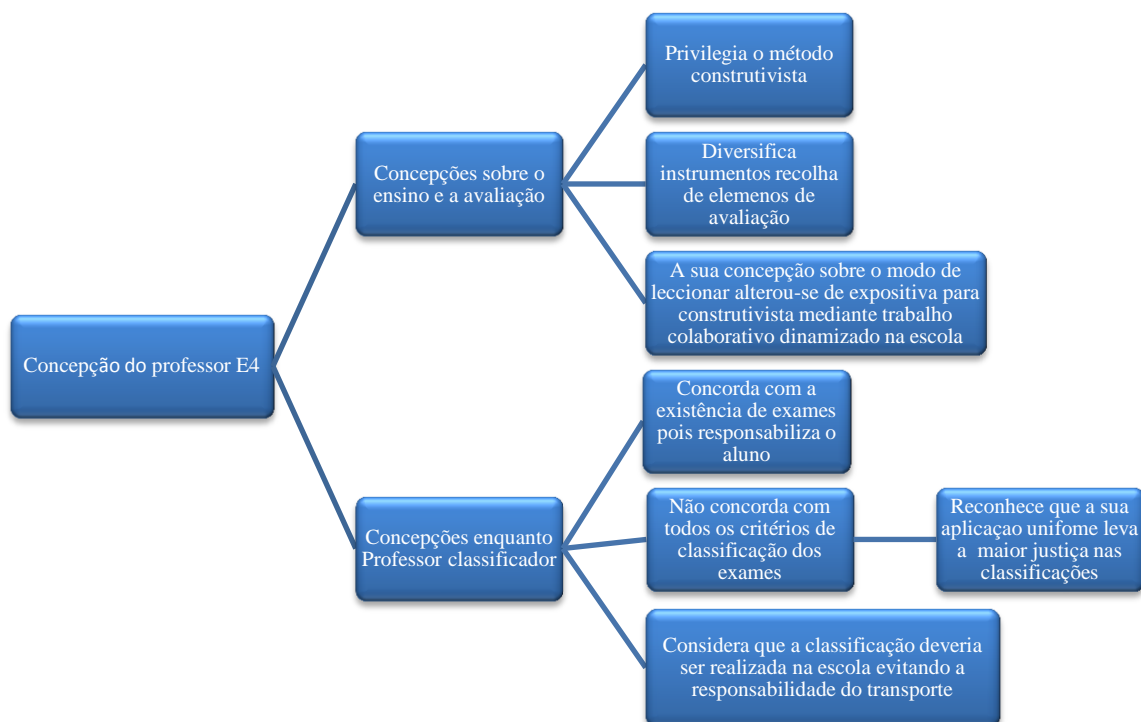 Privilegia o método
construtivista
Concepções sobre o
ensino e a avaliação
Diversifica
instrumentos recolha
de elemenos de
avaliação
A sua concepção sobre o modo de
leccionar alterou-se de expositiva para
construtivista mediante trabalho
colaborativo dinamizado na escola
Concepção do professor E4
Concorda com a
existência de exames
pois responsabiliza o
aluno
Concepções enquanto
Professor classificador
Não concorda com
todos os critérios de
classificação dos
exames
Reconhece que a sua
aplicaçao unifome leva
a maior justiça nas
classificações
Considera que a classificação deveria
ser realizada na escola evitando a
responsabilidade do transporte